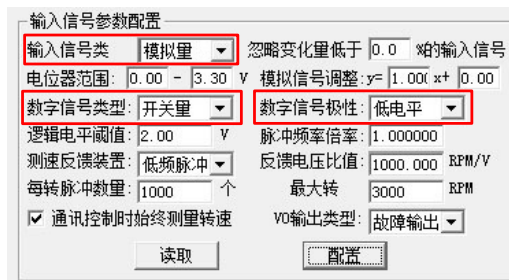 输入信号参数配置
输入信号类 模拟量 忽略变化量低于 0.0 %的输入信号
电位器范围: 0.00 - 3.30 V 模拟信号调整:y= 1.00( x+ 0.00
数字信号类型: 开关量 数字信号极性: 低电平
逻辑电平阈值: 2.00 V 脉冲频率倍率: 1.000000
测速反馈装置: 低频脉冲 反馈电压比值: 1000.000 RPM/V
每转脉冲数量: 1000 个 最大转 3000 RPM
通讯控制时始终测量转速 VO输出类型: 故障输出
读取 配置